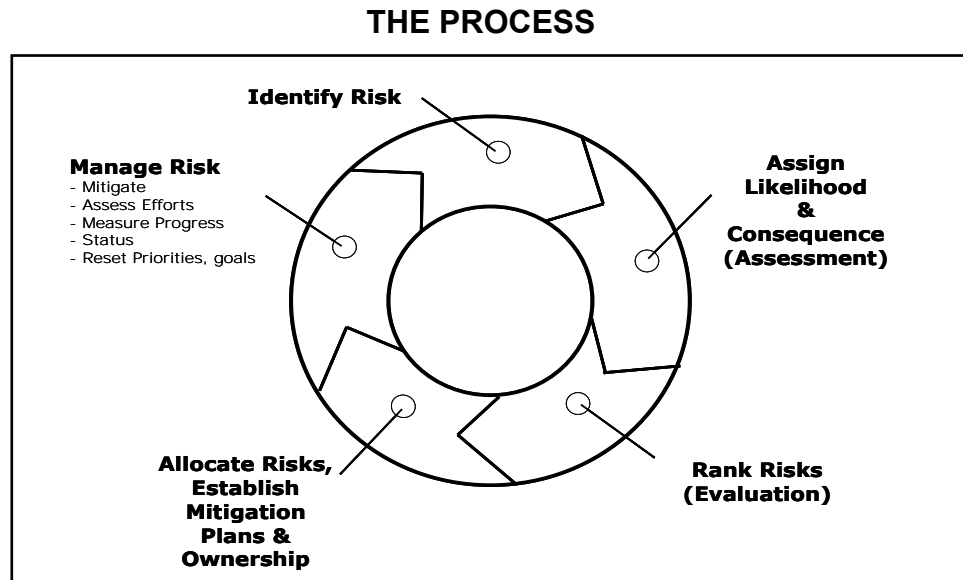 THE PROCESS
Identify Risk
Manage Risk
- Mitigate
- Assess Efforts
- Measure Progress
- Status
- Reset Priorities, goals
Assign
Likelihood
&
Consequence
(Assessment)
Allocate Risks,
Establish
Mitigation
Plans &
Ownership
Rank Risks
(Evaluation)